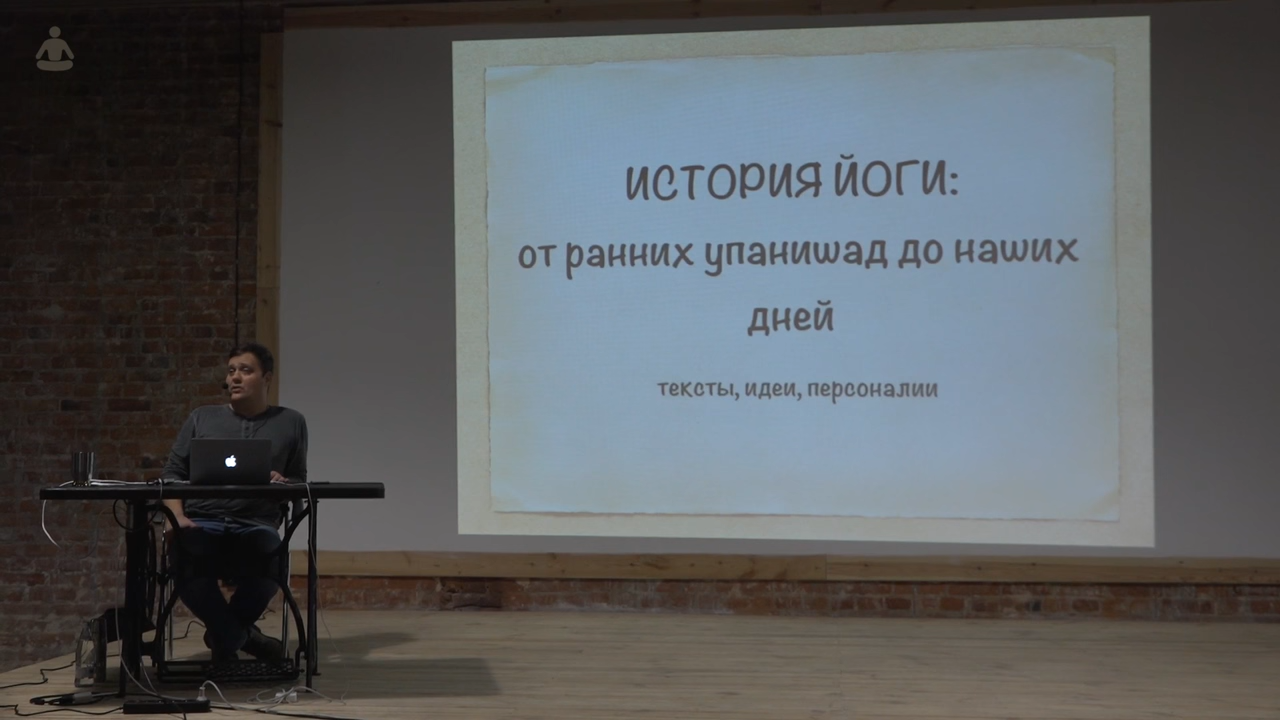 ИСТОРИЯ ЙОГИ:
от ранних упанишад до наших
дней
тексты, идеи, персоналии